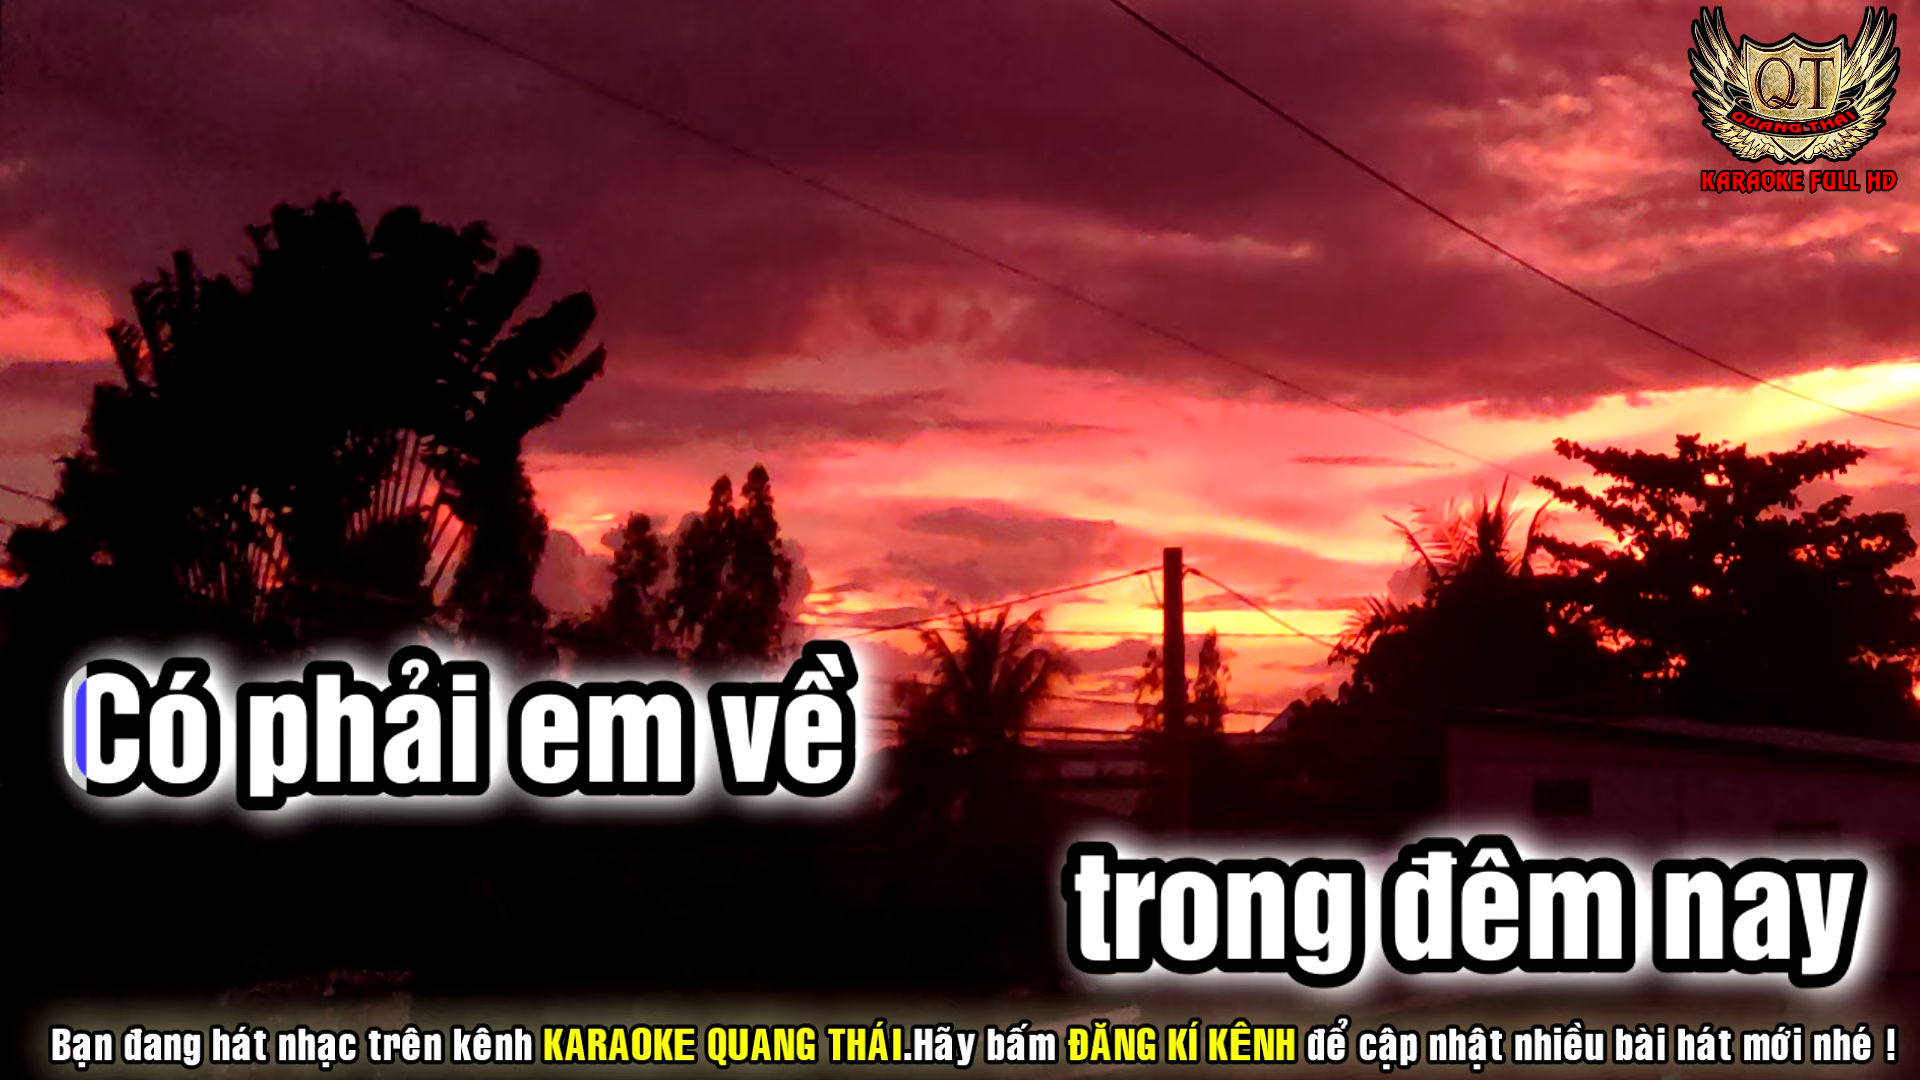 QT
QUANG THÁI
KARAOKE FULL HD
Có phải em về
trong đêm nay
Bạn đang hát nhạc trên kênh KARAOKE QUANG THÁI.Hãy bấm ĐĂNG KÍ KÊNH để cập nhật nhiều bài hát mới nhé !